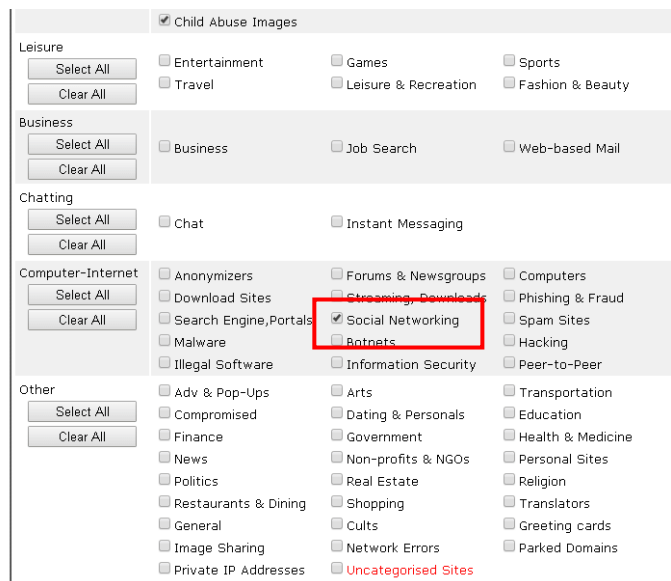 Child Abuse Images
Leisure
Select All
Clear All
Entertainment Games Sports
Travel Leisure & Recreation Fashion & Beauty
Business
Select All
Clear All
Business Job Search Web-based Mail
Chatting
Select All
Clear All
Chat Instant Messaging
Computer-Internet
Select All
Clear All
Anonymizers Forums & Newsgroups Computers
Download Sites Streaming, Downloads Phishing & Fraud
Search Engine,Portals Social Networking Spam Sites
Malware Botnets Hacking
Illegal Software Information Security Peer-to-Peer
Other
Select All
Clear All
Adv & Pop-Ups Arts Transportation
Compromised Dating & Personals Education
Finance Government Health & Medicine
News Non-profits & NGOs Personal Sites
Politics Real Estate Religion
Restaurants & Dining Shopping Translators
General Cults Greeting cards
Image Sharing Network Errors Parked Domains
Private IP Addresses Uncategorised Sites